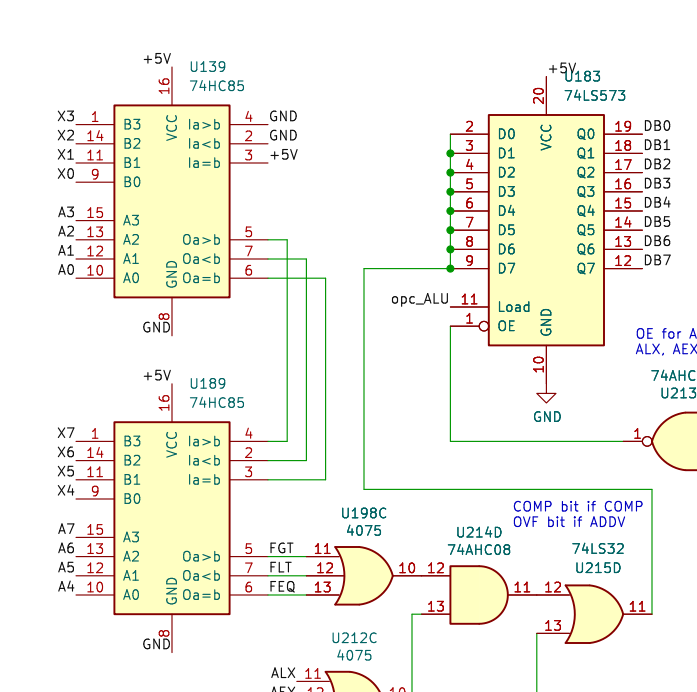 +5V
U139
74HC85
16
X3 1 B3 VCC Ia>b 4 GND
X2 14 B2 Ia<b 2 GND
X1 11 B1 Ia=b 3 +5V
X0 9 B0
A3 15 A3
A2 13 A2 Oa>b 5
A1 12 A1 Oa<b 7
A0 10 A0 GND Oa=b 6
8
GND
+5V
U183
74LS573
20
2 D0 VCC Q0 19 DB0
3 D1 Q1 18 DB1
4 D2 Q2 17 DB2
5 D3 Q3 16 DB3
6 D4 Q4 15 DB4
7 D5 Q5 14 DB5
8 D6 Q6 13 DB6
9 D7 Q7 12 DB7
opc_ALU 11 Load
1 OE GND
10
GND
OE for A
ALX, AEX
74AHC
U213
1
+5V
U189
74HC85
16
X7 1 B3 VCC Ia>b 4
X6 14 B2 Ia<b 2
X5 11 B1 Ia=b 3
X4 9 B0
A7 15 A3
A6 13 A2 Oa>b 5 FGT 11
A5 12 A1 Oa<b 7 FLT 12
A4 10 A0 GND Oa=b 6 FEQ 13
8
GND
U198C
4075
10
COMP bit if COMP
OVF bit if ADDV
U214D
74AHC08
12
13
11
74LS32
U215D
12
13
11
U212C
4075
ALX 11
AEX 12
10